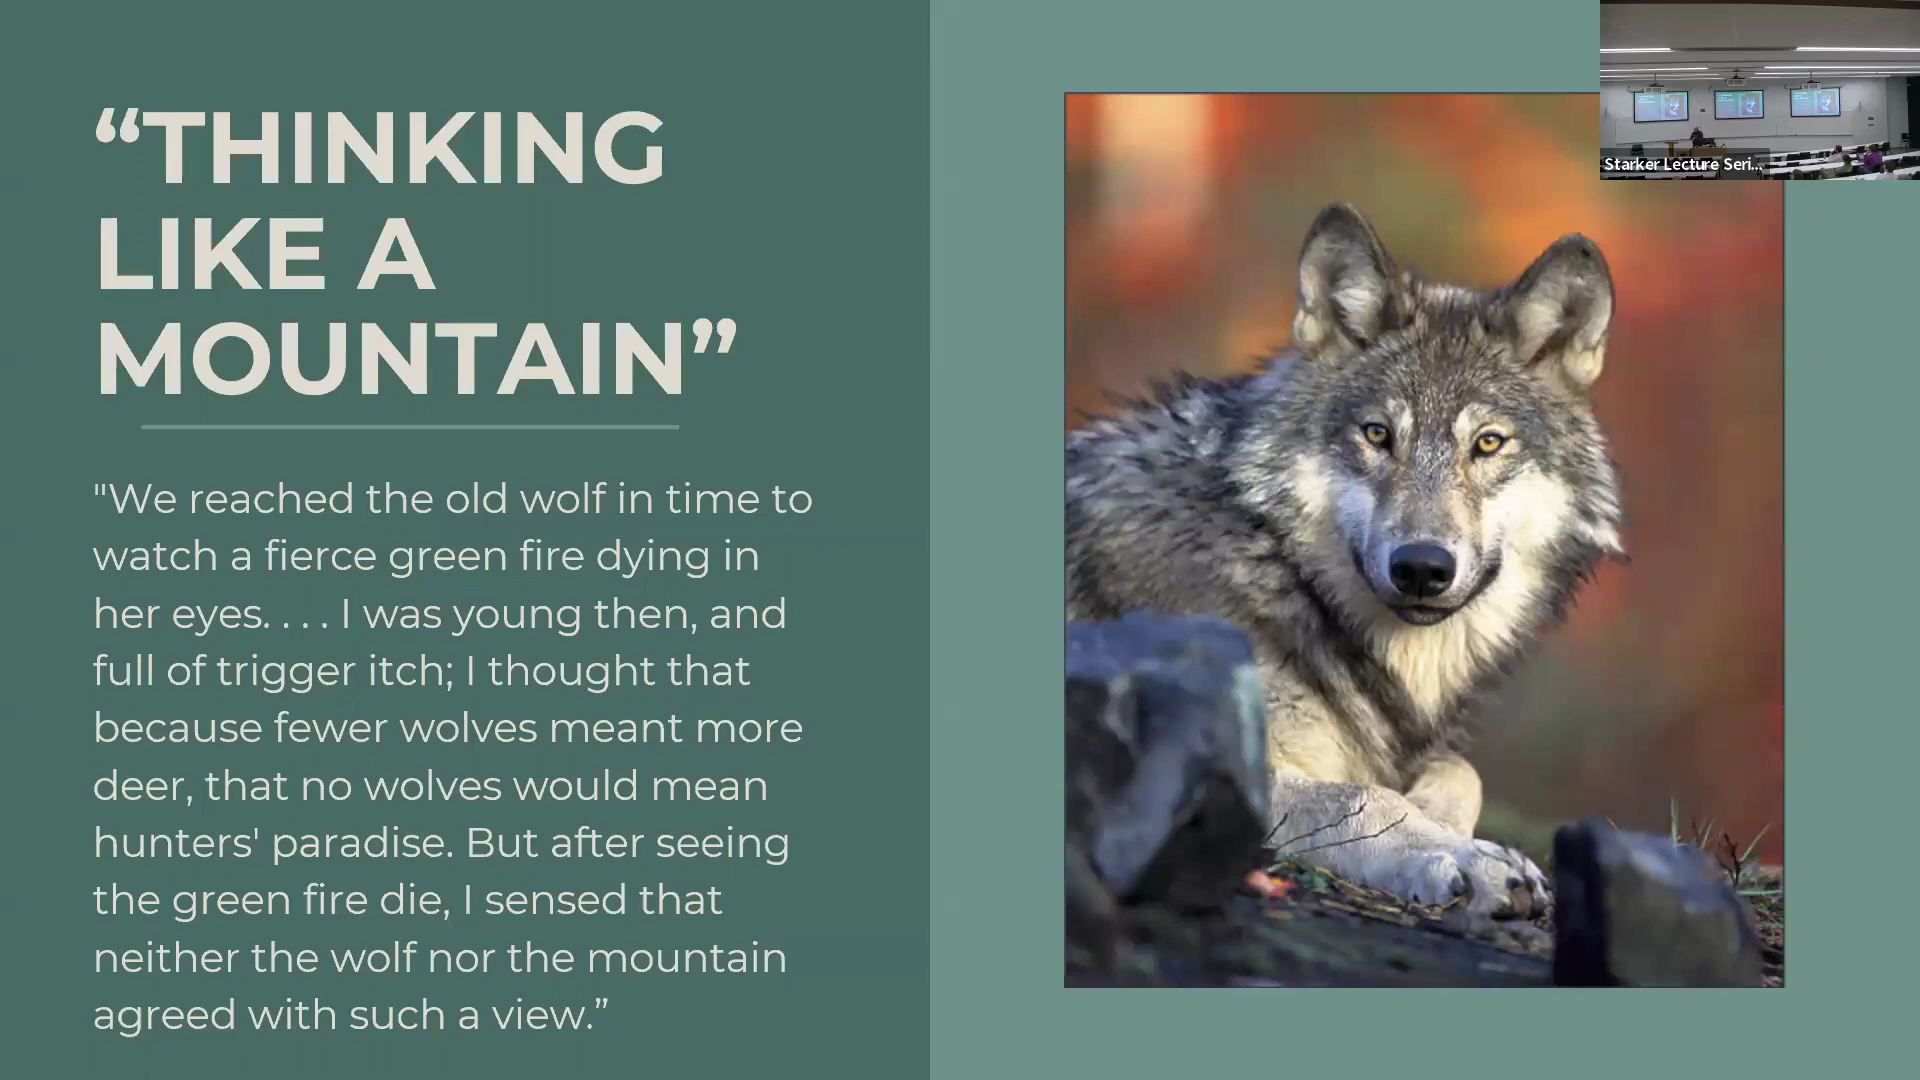 “THINKING
LIKE A
MOUNTAIN”
"We reached the old wolf in time to
watch a fierce green fire dying in
her eyes. . . . I was young then, and
full of trigger itch; I thought that
because fewer wolves meant more
deer, that no wolves would mean
hunters' paradise. But after seeing
the green fire die, I sensed that
neither the wolf nor the mountain
agreed with such a view.”
Starker Lecture Seri...